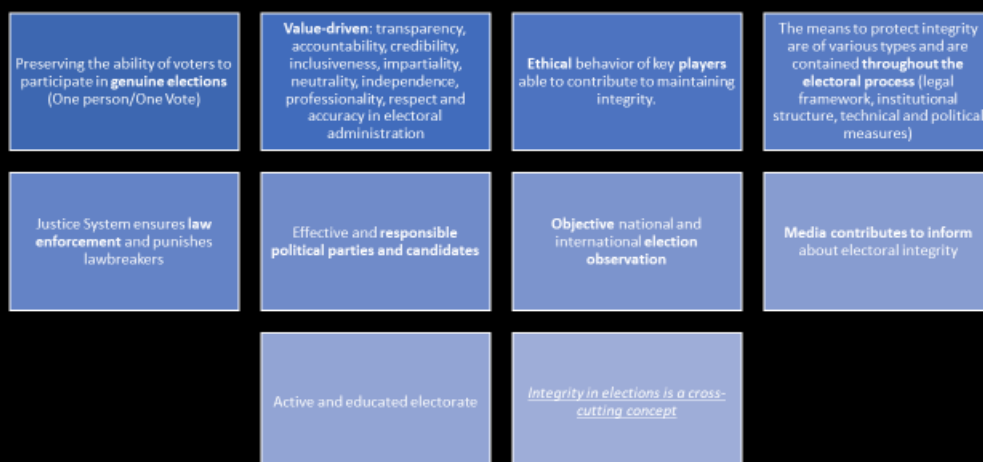 Preserving the ability of voters to
participate in genuine elections
(One person/One Vote)
Value-driven: transparency,
accountability, credibility,
inclusiveness, impartiality,
neutrality, independence,
professionality, respect and
accuracy in electoral
administration
Ethical behavior of key players
able to contribute to maintaining
integrity.
The means to protect integrity
are of various types and are
contained throughout the
electoral process (legal
framework, institutional
structure, technical and political
measures)
Justice System ensures law
enforcement and punishes
lawbreakers
Effective and responsible
political parties and candidates
Objective national and
international election
observation
Media contributes to inform
about electoral integrity
Active and educated electorate
Integrity in elections is a cross-
cutting concept